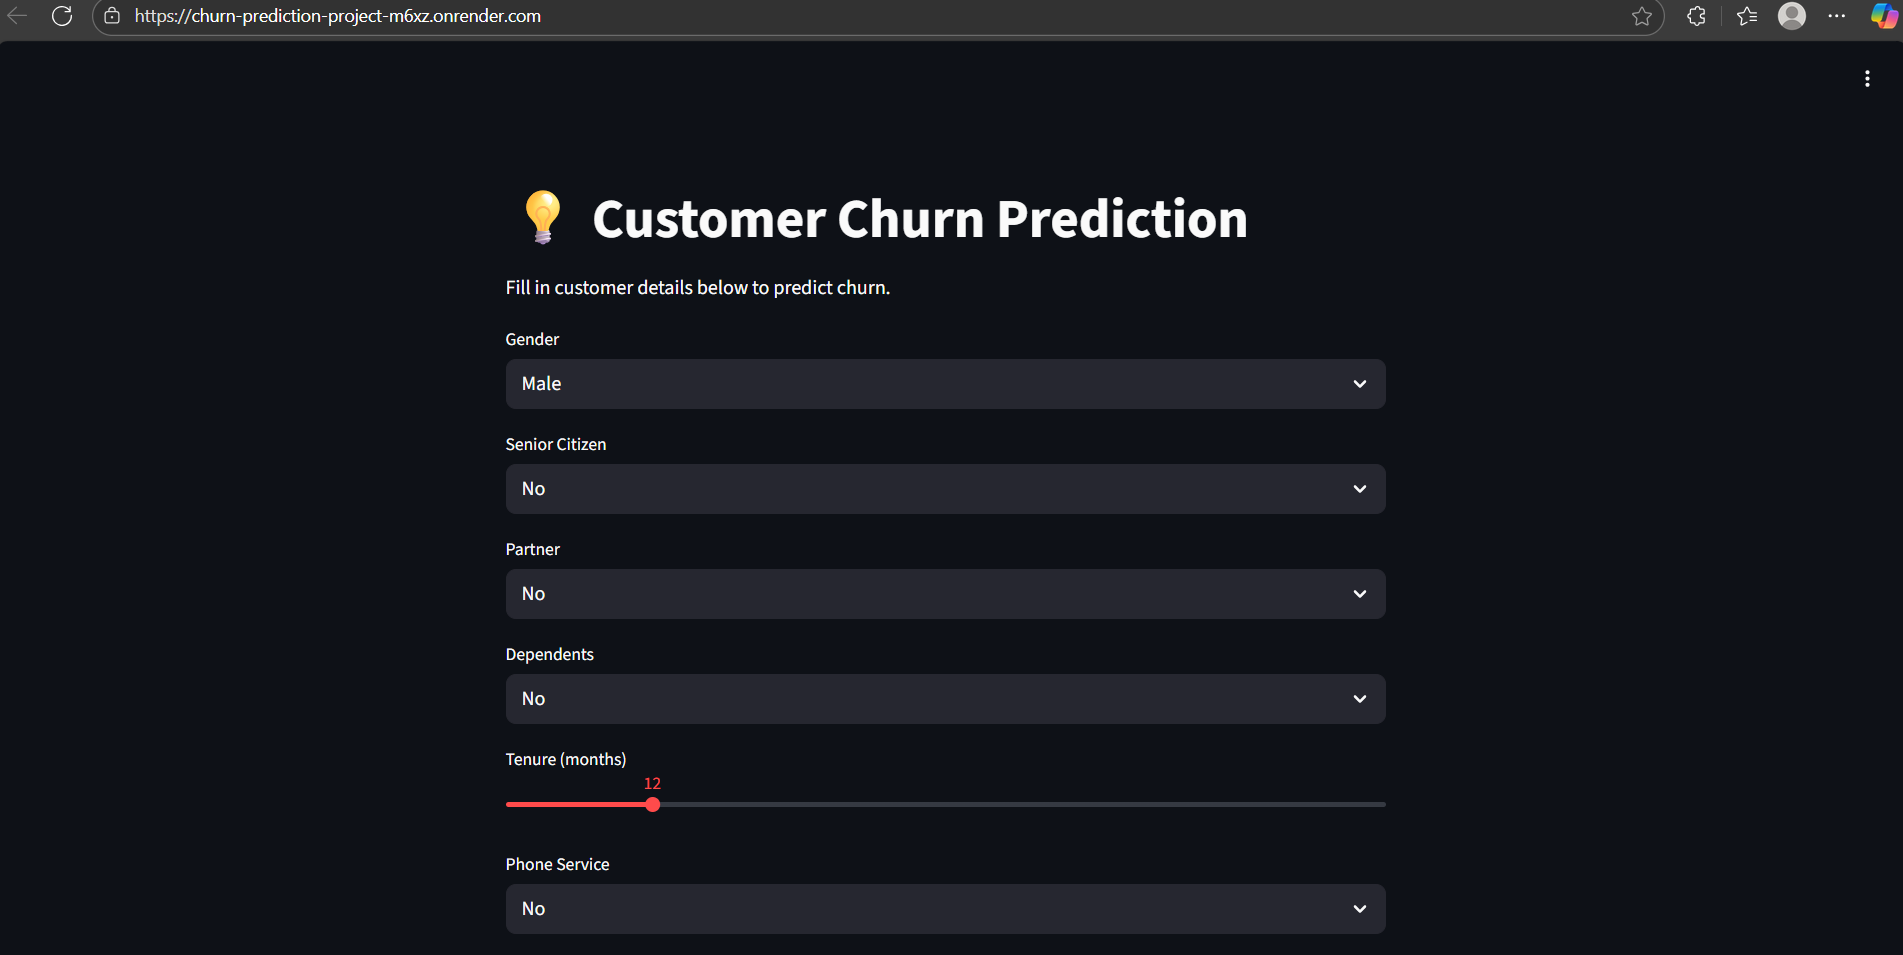 https://churn-prediction-project-m6xz.onrender.com
Customer Churn Prediction
Fill in customer details below to predict churn.
Gender
Male
Senior Citizen
No
Partner
No
Dependents
No
Tenure (months)
12
Phone Service
No